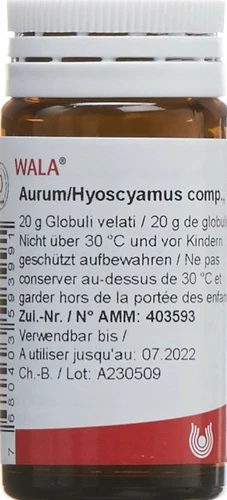 WALA®
Aurum/Hyoscyamus comp.,
20 g Globuli velati / 20 g de globule
Nicht über 30 °C und vor Kindern
geschützt aufbewahren / Ne pas
conserver au-dessus de 30 °C et
garder hors de la portée des enfan
Zul.-Nr. / N° AMM: 403593
Verwendbar bis /
A utiliser jusqu'au: 07.2022
Ch.-B. / Lot: A230509
7680403593991